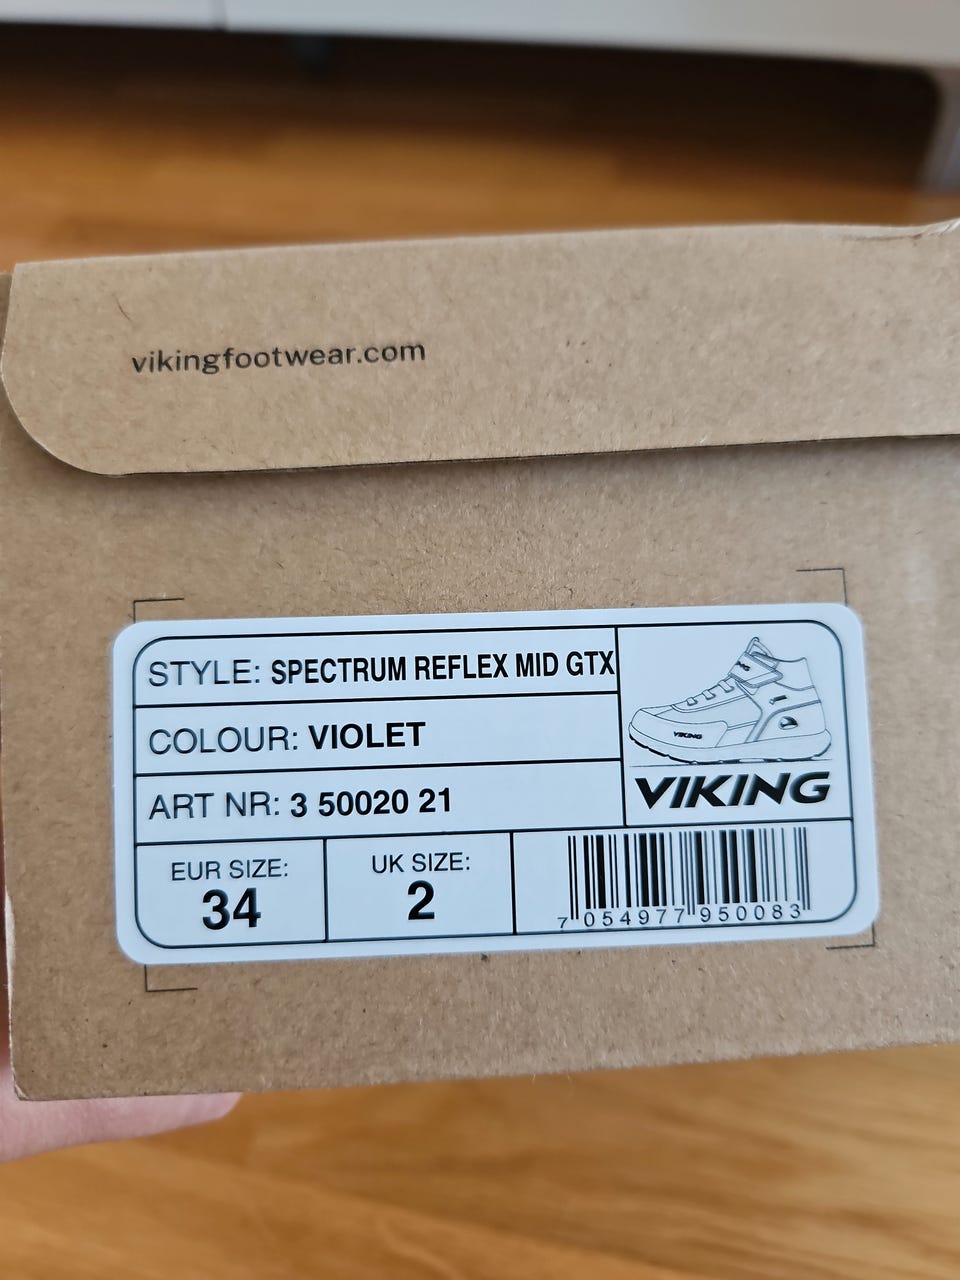 vikingfootwear.com
STYLE: SPECTRUM REFLEX MID GTX
COLOUR: VIOLET
ART NR: 3 50020 21
VIKING
VIKING
EUR SIZE:
34
UK SIZE:
2
7 054977 950083